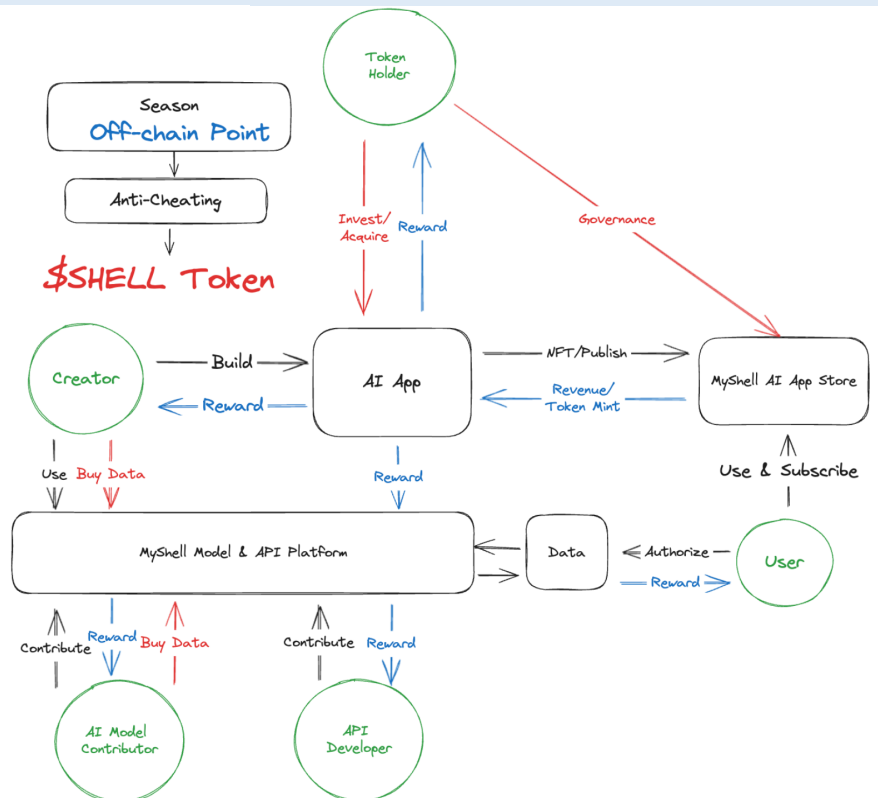 Token
Holder
Season
Off-chain Point
Anti-Cheating
$SHELL Token
Invest/
Acquire
Reward
Governance
Creator
Build
Reward
AI App
NFT/Publish
Revenue/
Token Mint
MyShell AI App Store
Use
Buy Data
Reward
Use & Subscribe
MyShell Model & API Platform
Data
Authorize
Reward
User
Contribute
Reward
Buy Data
Contribute
Reward
AI Model
Contributor
API
Developer